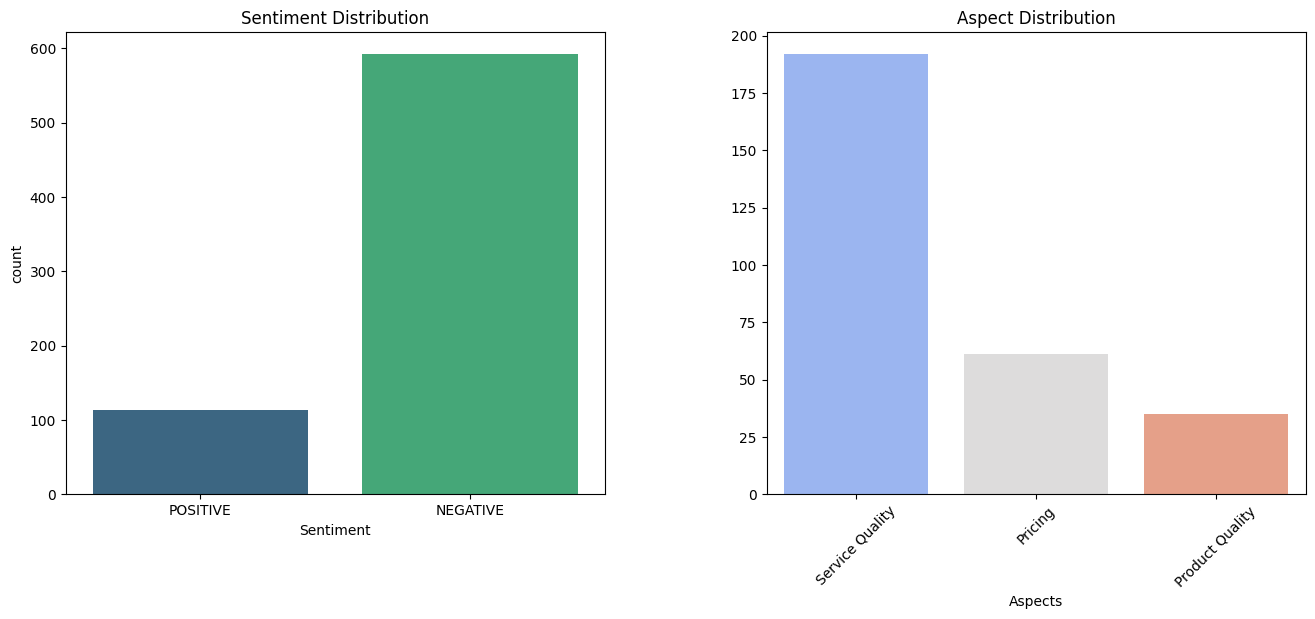 Sentiment Distribution
600
500
400
300
200
100
0
count
POSITIVE
NEGATIVE
Sentiment
Aspect Distribution
200
175
150
125
100
75
50
25
0
Service Quality
Pricing
Product Quality
Aspects